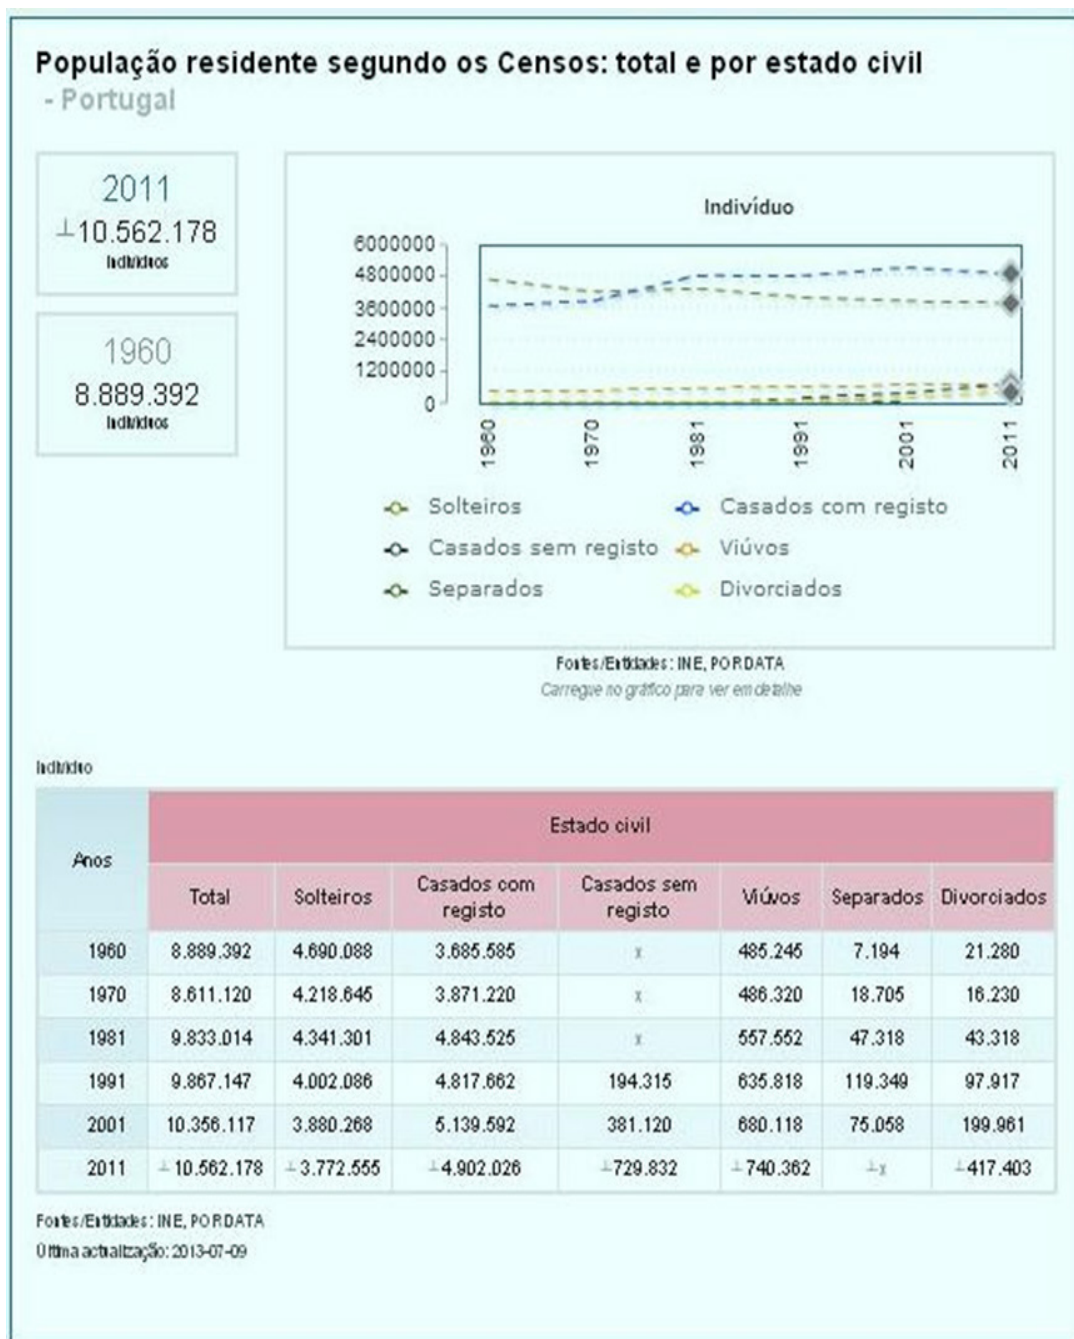 População residente segundo os Censos: total e por estado civil
- Portugal
2011
┴10.562.178
Indivíduos
1960
8.889.392
Indivíduos
Indivíduo
6000000
4800000
3600000
2400000
1200000
0
1960 1970 1981 1991 2001 2011
Solteiros Casados com registo
Casados sem registo Viúvos
Separados Divorciados
Fontes/Entidades: INE, PORDATA
Carregue no gráfico para ver em detalhe
Indivíduo
Anos Estado civil
Total Solteiros Casados com registo Casados sem registo Viúvos Separados Divorciados
1960 8.889.392 4.690.088 3.685.585 x 485.245 7.194 21.280
1970 8.611.120 4.218.645 3.871.220 x 486.320 18.705 16.230
1981 9.833.014 4.341.301 4.843.525 x 557.552 47.318 43.318
1991 9.867.147 4.002.086 4.817.662 194.315 635.818 119.349 97.917
2001 10.356.117 3.880.268 5.139.592 381.120 680.118 75.058 199.961
2011 ┴10.562.178 ┴3.772.555 ┴4.902.026 ┴729.832 ┴740.362 ┴x ┴417.403
Fontes/Entidades: INE, PORDATA
Última actualização: 2013-07-09